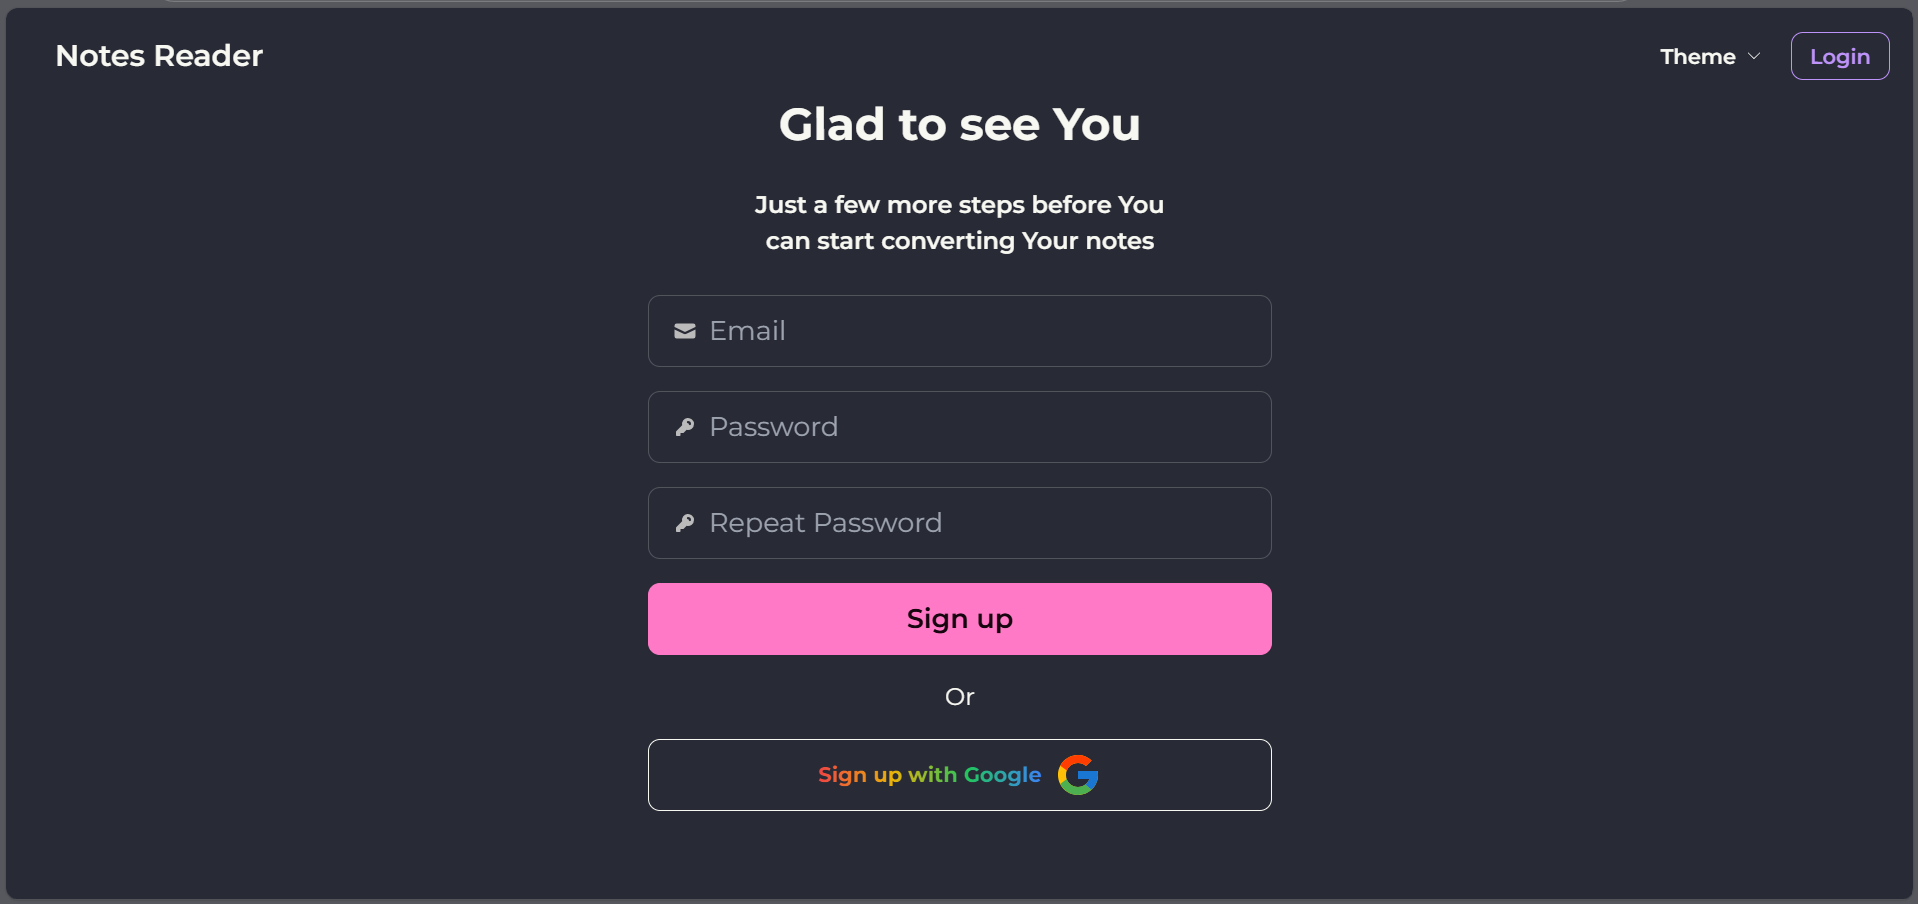 Notes Reader
Theme
Login
Glad to see You
Just a few more steps before You
can start converting Your notes
Email
Password
Repeat Password
Sign up
Or
Sign up with Google